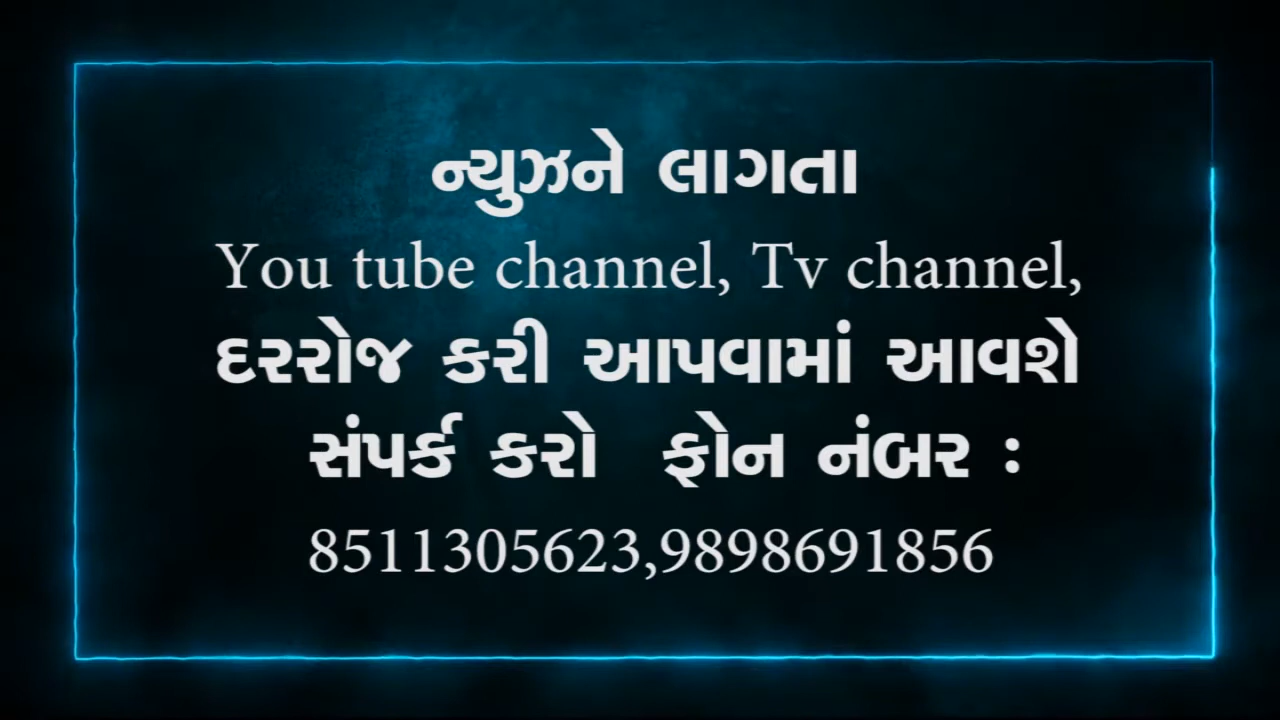 ન્યુઝને લાગતા
You tube channel, Tv channel,
દરરોજ કરી આપવામાં આવશે
સંપર્ક કરો ફોન નંબર :
8511305623,9898691856